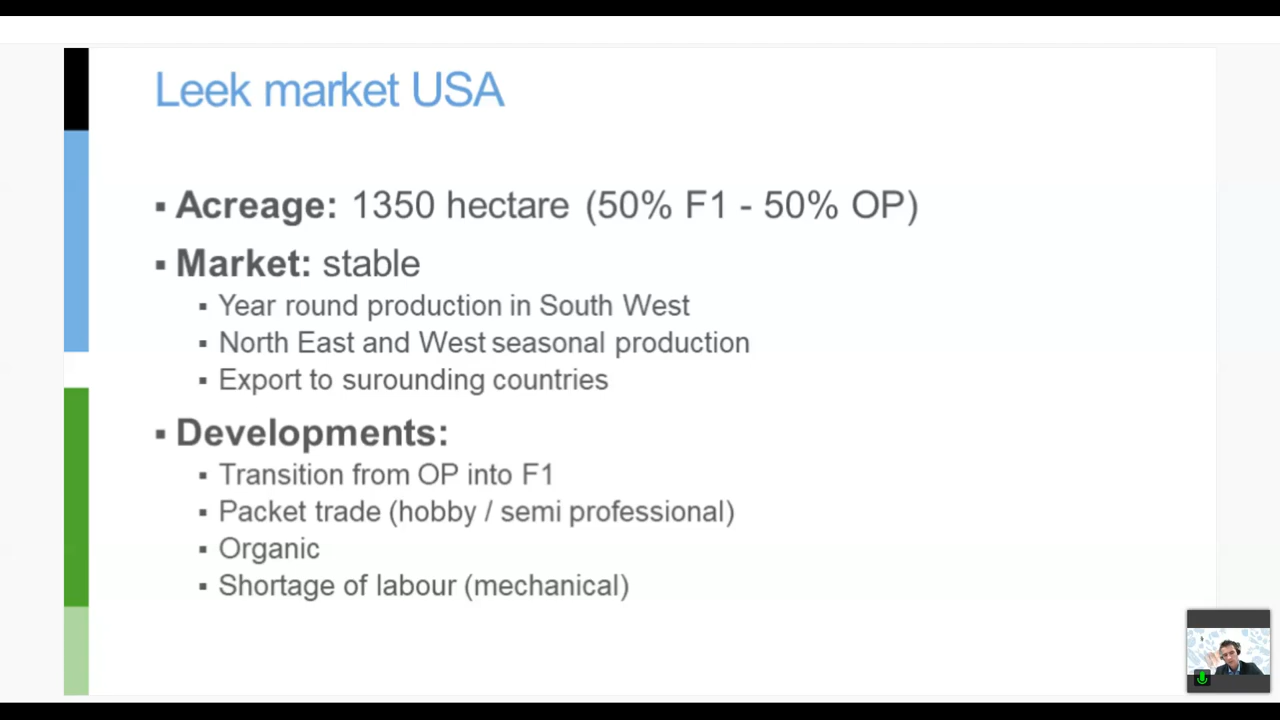 Leek market USA
▪ Acreage: 1350 hectare (50% F1 - 50% OP)
▪ Market: stable
▪ Year round production in South West
▪ North East and West seasonal production
▪ Export to surounding countries
▪ Developments:
▪ Transition from OP into F1
▪ Packet trade (hobby / semi professional)
▪ Organic
▪ Shortage of labour (mechanical)